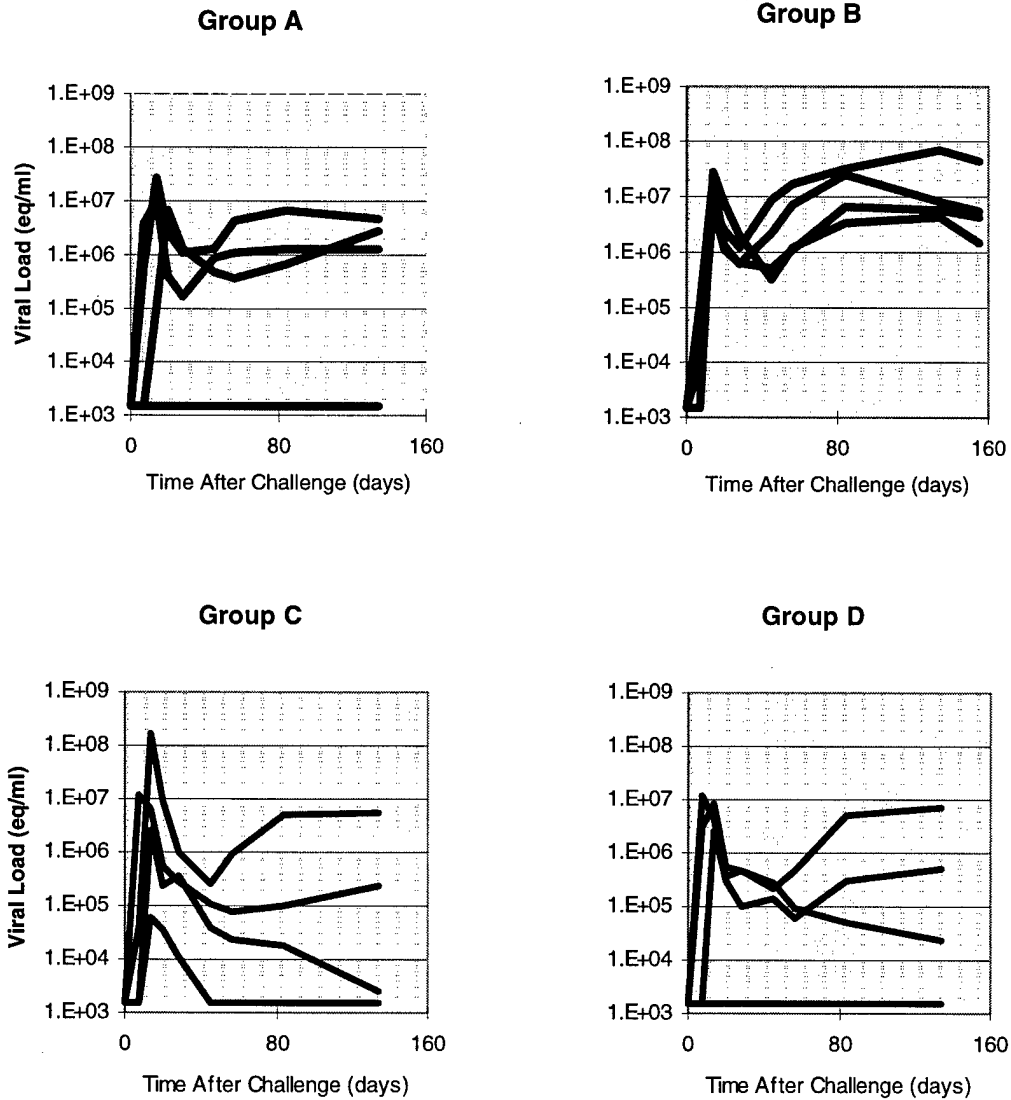 Group A
Viral Load (eq/ml)
1.E+09
1.E+08
1.E+07
1.E+06
1.E+05
1.E+04
1.E+03
0
80
160
Time After Challenge (days)
Group B
1.E+09
1.E+08
1.E+07
1.E+06
1.E+05
1.E+04
1.E+03
0
80
160
Time After Challenge (days)
Group C
Viral Load (eq/ml)
1.E+09
1.E+08
1.E+07
1.E+06
1.E+05
1.E+04
1.E+03
0
80
160
Time After Challenge (days)
Group D
1.E+09
1.E+08
1.E+07
1.E+06
1.E+05
1.E+04
1.E+03
0
80
160
Time After Challenge (days)